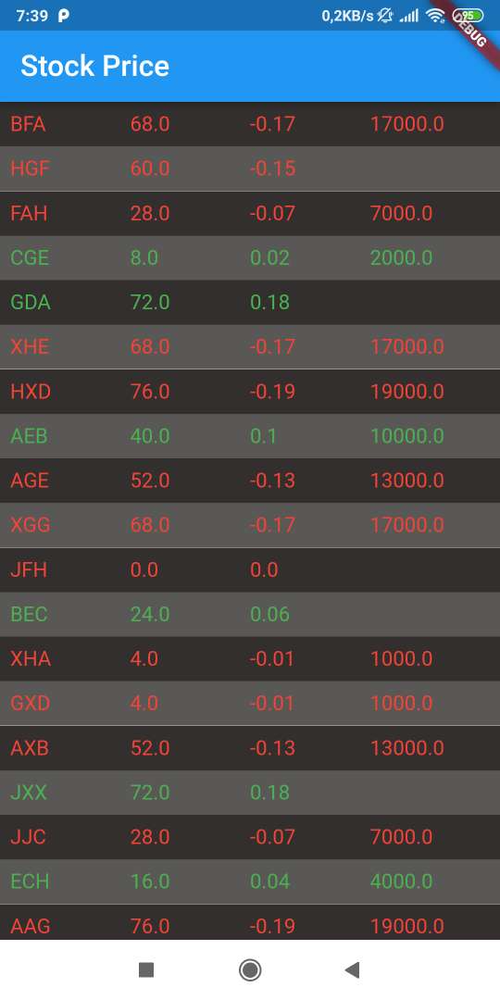 7:39 P 0,2KB/s 95
DEBUG
Stock Price
BFA 68.0 -0.17 17000.0
HGF 60.0 -0.15
FAH 28.0 -0.07 7000.0
CGE 8.0 0.02 2000.0
GDA 72.0 0.18
XHE 68.0 -0.17 17000.0
HXD 76.0 -0.19 19000.0
AEB 40.0 0.1 10000.0
AGE 52.0 -0.13 13000.0
XGG 68.0 -0.17 17000.0
JFH 0.0 0.0
BEC 24.0 0.06
XHA 4.0 -0.01 1000.0
GXD 4.0 -0.01 1000.0
AXB 52.0 -0.13 13000.0
JXX 72.0 0.18
JJC 28.0 -0.07 7000.0
ECH 16.0 0.04 4000.0
AAG 76.0 -0.19 19000.0